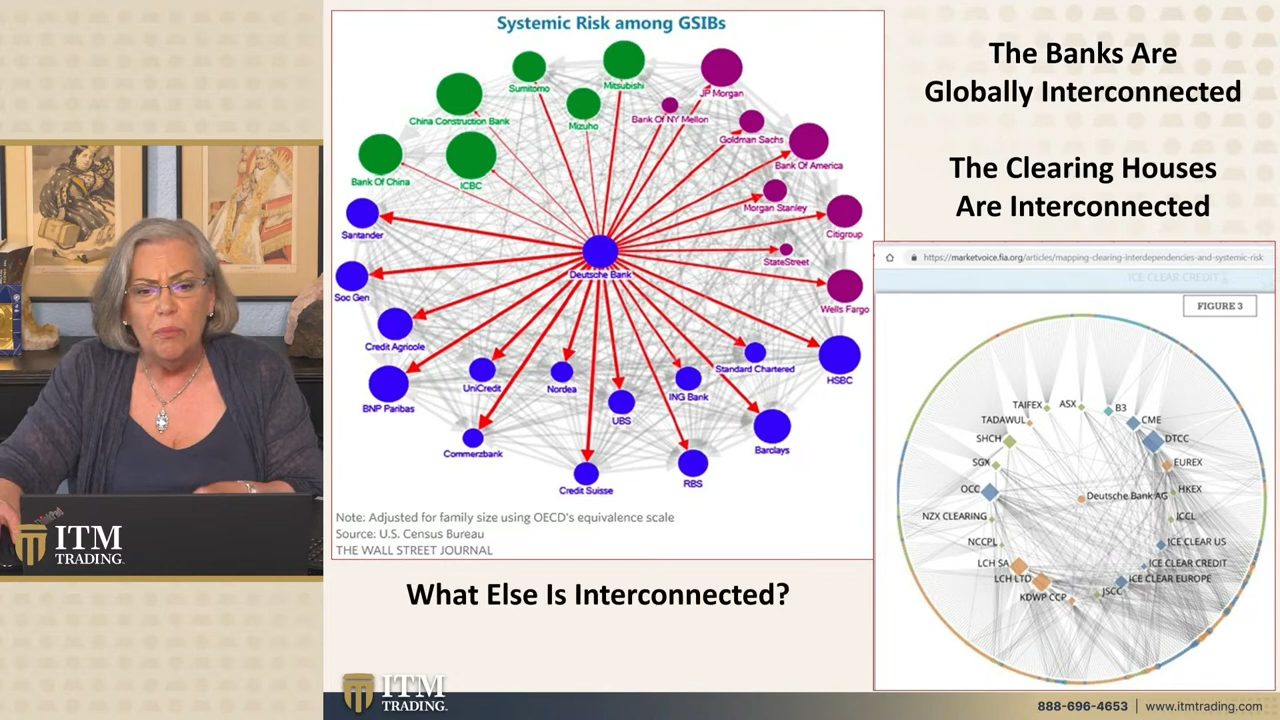 Systemic Risk among GSIBs
Sumitomo
Mitsubishi
JP Morgan
China Construction Bank
Mizuho
Bank Of NY Mellon
Goldman Sachs
Bank Of America
Bank Of China
ICBC
Morgan Stanley
Santander
Citigroup
Deutsche Bank
StateStreet
Soc Gen
Wells Fargo
Credit Agricole
Standard Chartered
HSBC
UniCredit
Nordea
ING Bank
BNP Paribas
UBS
Commerzbank
Barclays
Credit Suisse
RBS
Note: Adjusted for family size using OECD's equivalence scale
Source: U.S. Census Bureau
THE WALL STREET JOURNAL
The Banks Are
Globally Interconnected
The Clearing Houses
Are Interconnected
https://marketvoice.fia.org/articles/mapping-clearing-interdependencies-and-systemic-risk
ICE CLEAR CREDIT
FIGURE 3
TAIFEX
ASX
B3
TADAWUL
CME
SHCH
DTCC
SGX
EUREX
OCC
Deutsche Bank AG
HKEX
NZX CLEARING
ICCL
NCCPL
ICE CLEAR US
LCH SA
ICE CLEAR CREDIT
LCH LTD
ICE CLEAR EUROPE
KDWP CCP
JSCC
What Else Is Interconnected?
ThinkPad
ITM
TRADING.
ITM
TRADING.
888-696-4653 | www.itmtrading.com